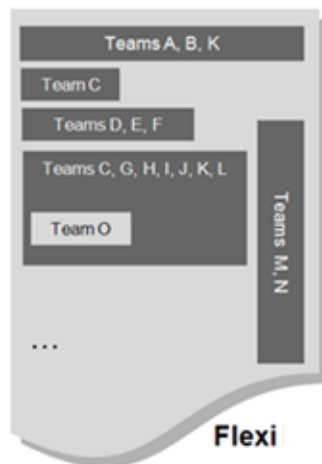 Teams A, B, K
Team C
Teams D, E, F
Teams C, G, H, I, J, K, L
Team O
Teams M, N
...
Flexi